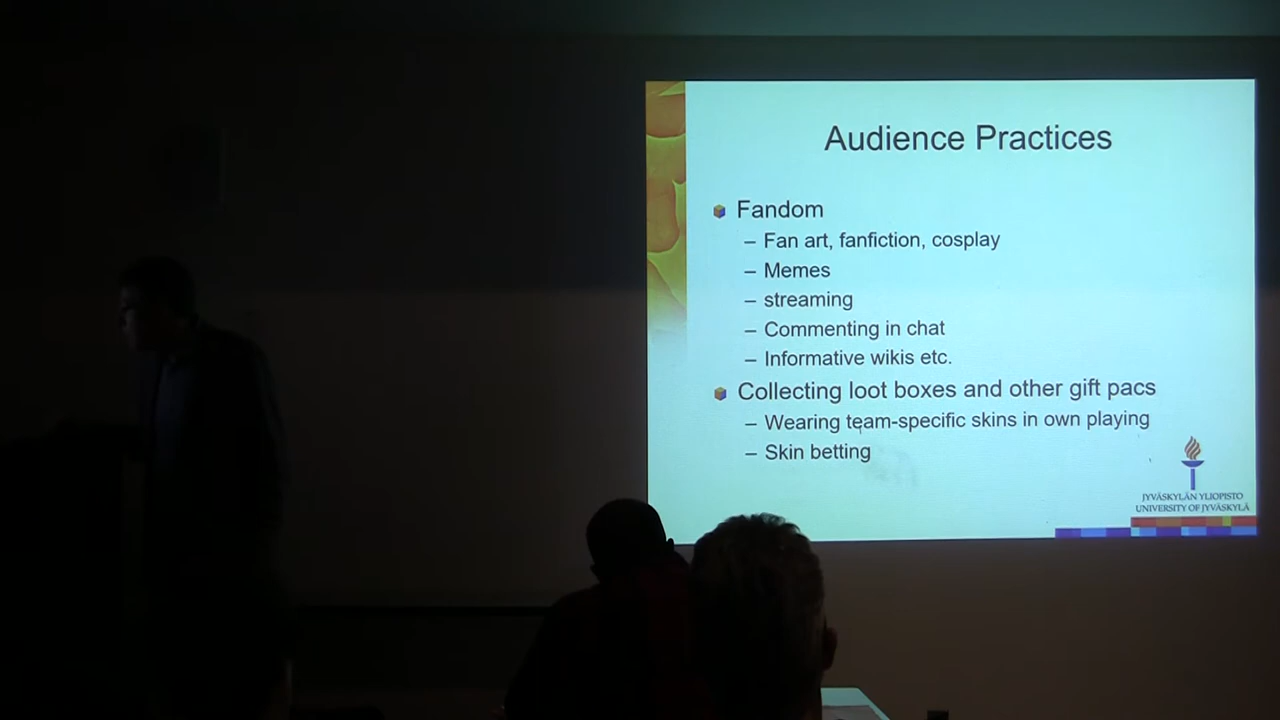 Audience Practices
Fandom
– Fan art, fanfiction, cosplay
– Memes
– streaming
– Commenting in chat
– Informative wikis etc.
Collecting loot boxes and other gift pacs
– Wearing team-specific skins in own playing
– Skin betting
JYVÄSKYLÄN YLIOPISTO
UNIVERSITY OF JYVÄSKYLÄ